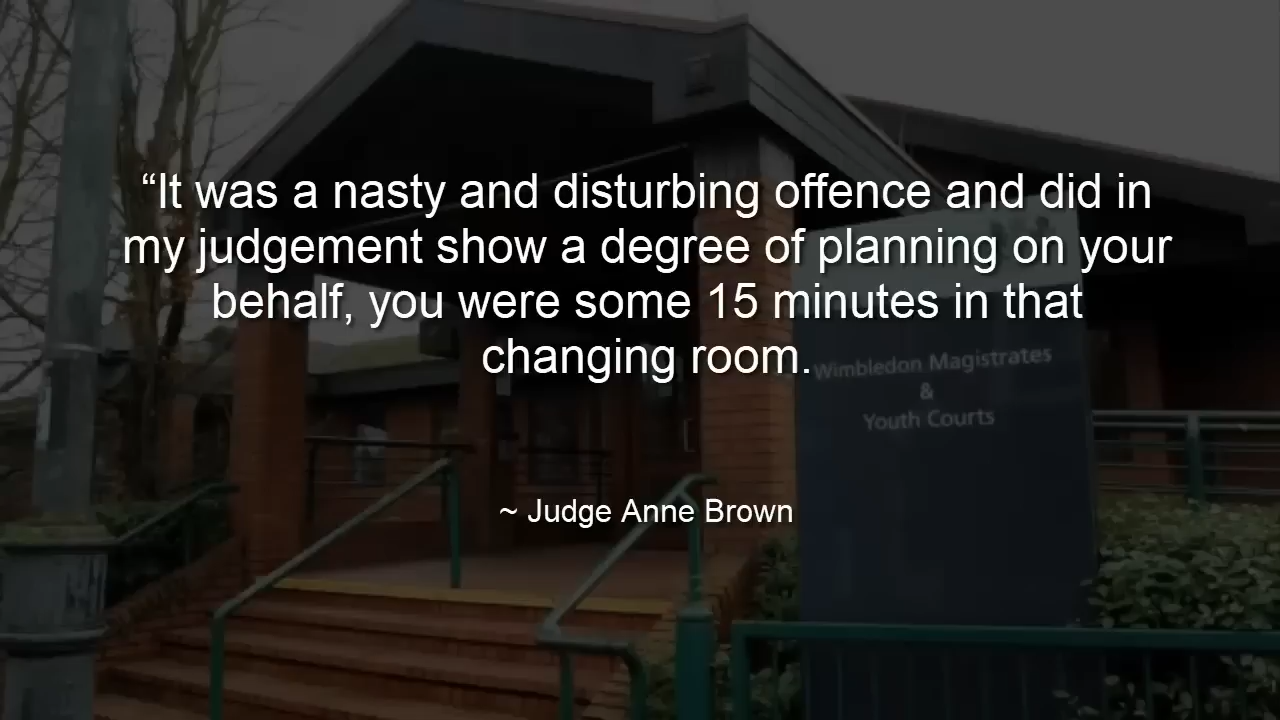 “It was a nasty and disturbing offence and did in
my judgement show a degree of planning on your
behalf, you were some 15 minutes in that
changing room.
Wimbledon Magistrates
&
Youth Courts
~ Judge Anne Brown